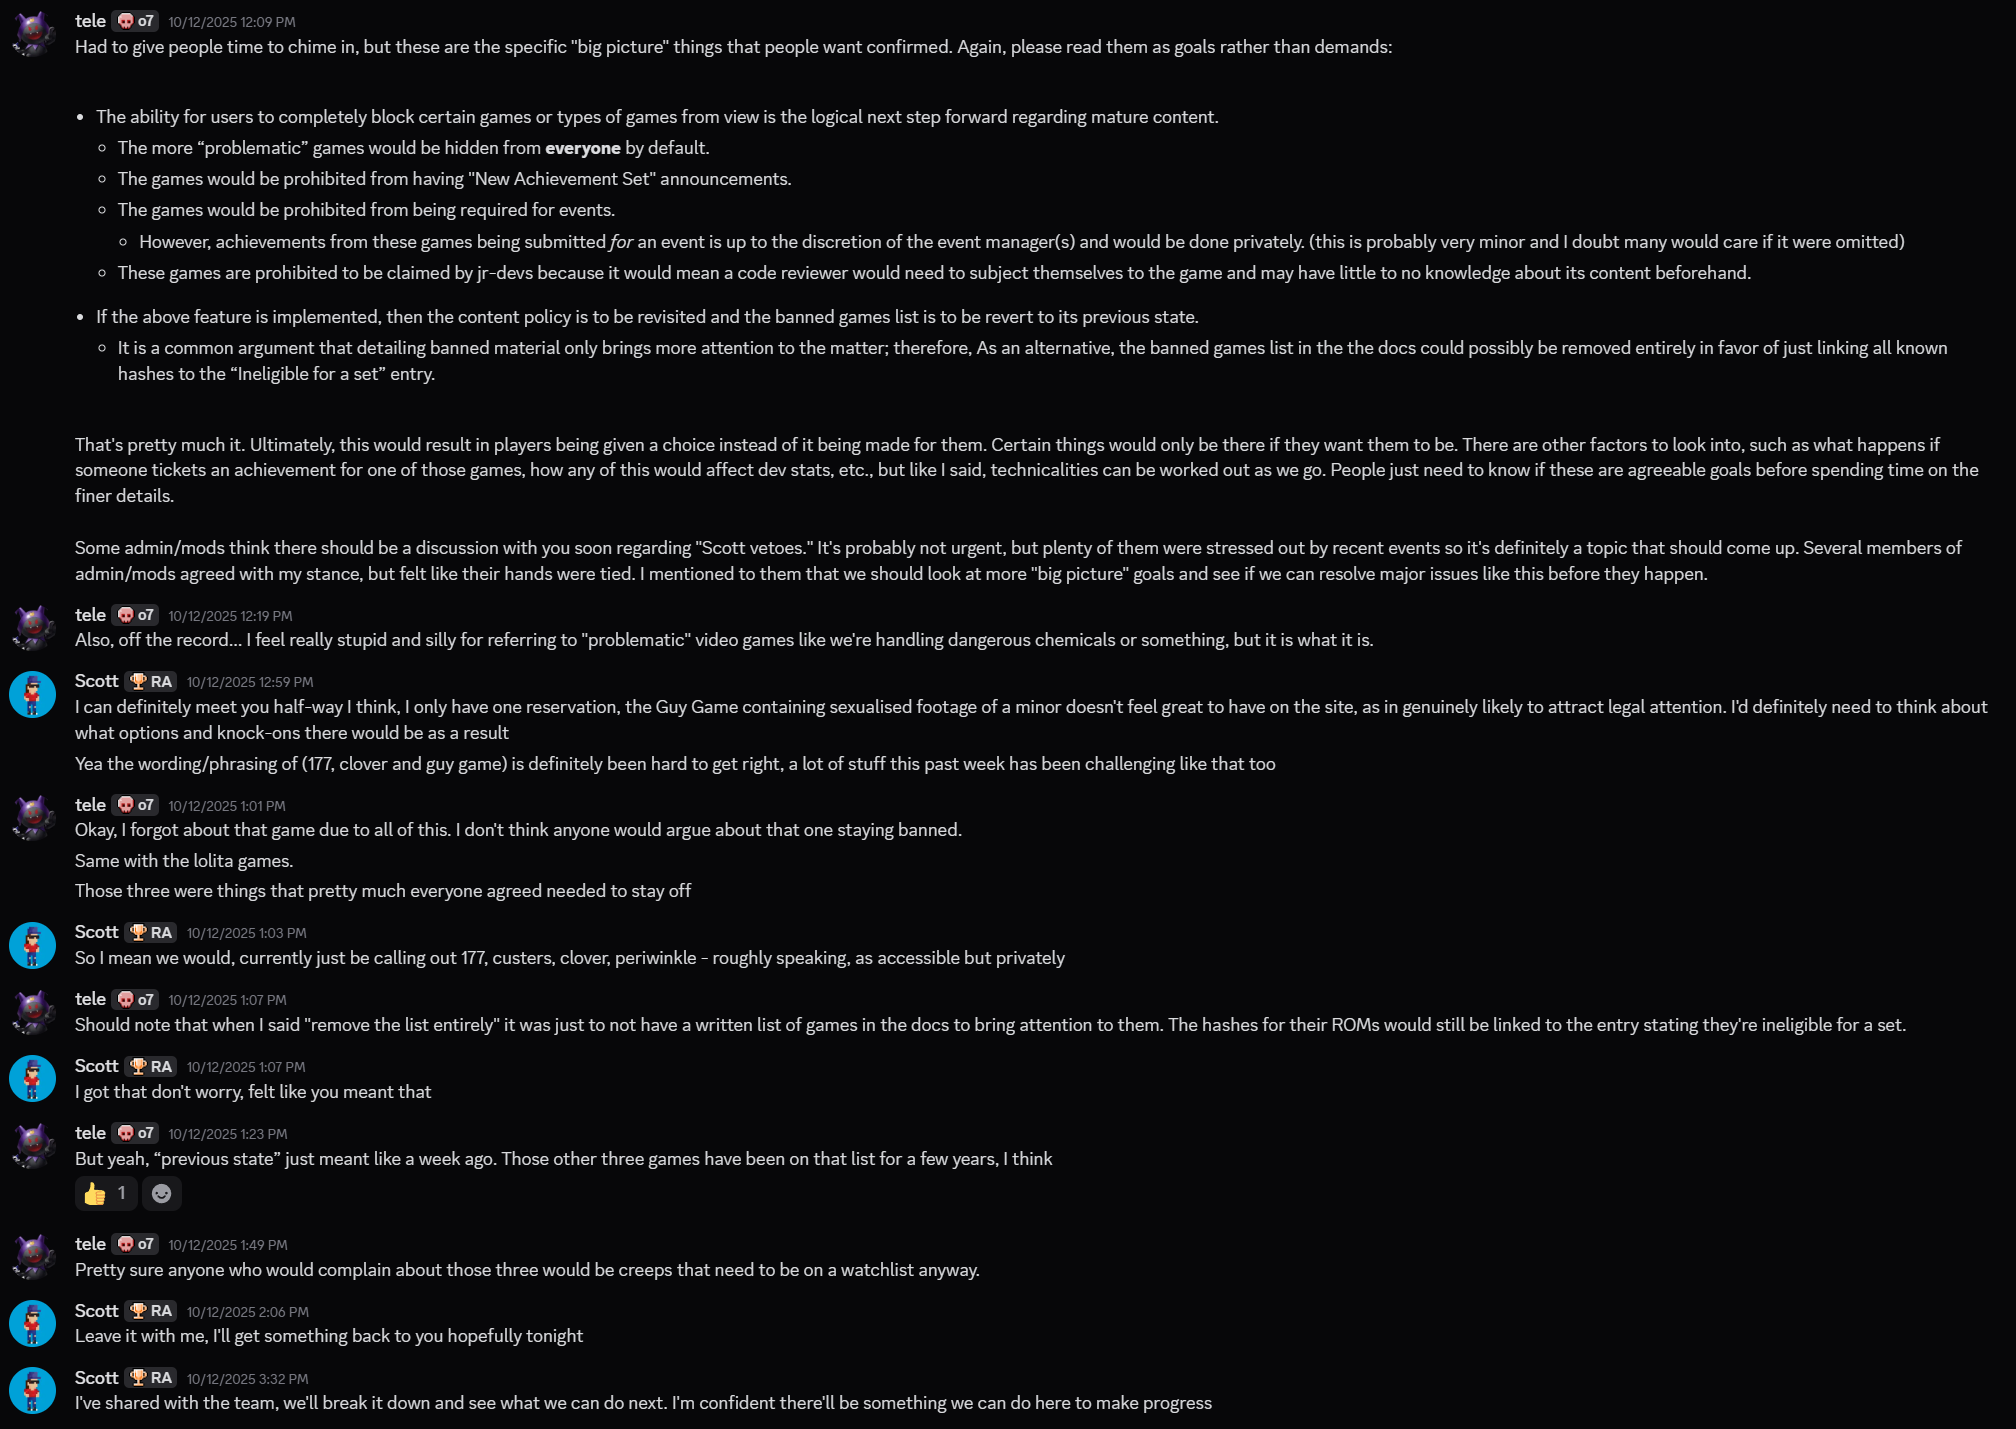 tele o7 10/12/2025 12:09 PM
Had to give people time to chime in, but these are the specific "big picture" things that people want confirmed. Again, please read them as goals rather than demands:
• The ability for users to completely block certain games or types of games from view is the logical next step forward regarding mature content.
◦ The more “problematic” games would be hidden from everyone by default.
◦ The games would be prohibited from having "New Achievement Set" announcements.
◦ The games would be prohibited from being required for events.
◦ However, achievements from these games being submitted for an event is up to the discretion of the event manager(s) and would be done privately. (this is probably very minor and I doubt many would care if it were omitted)
◦ These games are prohibited to be claimed by jr-devs because it would mean a code reviewer would need to subject themselves to the game and may have little to no knowledge about its content beforehand.
• If the above feature is implemented, then the content policy is to be revisited and the banned games list is to be revert to its previous state.
◦ It is a common argument that detailing banned material only brings more attention to the matter; therefore, As an alternative, the banned games list in the the docs could possibly be removed entirely in favor of just linking all known
hashes to the “Ineligible for a set” entry.
That's pretty much it. Ultimately, this would result in players being given a choice instead of it being made for them. Certain things would only be there if they want them to be. There are other factors to look into, such as what happens if
someone tickets an achievement for one of those games, how any of this would affect dev stats, etc., but like I said, technicalities can be worked out as we go. People just need to know if these are agreeable goals before spending time on the
finer details.
Some admin/mods think there should be a discussion with you soon regarding "Scott vetoes." It's probably not urgent, but plenty of them were stressed out by recent events so it's definitely a topic that should come up. Several members of
admin/mods agreed with my stance, but felt like their hands were tied. I mentioned to them that we should look at more "big picture" goals and see if we can resolve major issues like this before they happen.
tele o7 10/12/2025 12:19 PM
Also, off the record... I feel really stupid and silly for referring to "problematic" video games like we're handling dangerous chemicals or something, but it is what it is.
Scott RA 10/12/2025 12:59 PM
I can definitely meet you half-way I think, I only have one reservation, the Guy Game containing sexualised footage of a minor doesn't feel great to have on the site, as in genuinely likely to attract legal attention. I'd definitely need to think about
what options and knock-ons there would be as a result
Yea the wording/phrasing of (177, clover and guy game) is definitely been hard to get right, a lot of stuff this past week has been challenging like that too
tele o7 10/12/2025 1:01 PM
Okay, I forgot about that game due to all of this. I don't think anyone would argue about that one staying banned.
Same with the lolita games.
Those three were things that pretty much everyone agreed needed to stay off
Scott RA 10/12/2025 1:03 PM
So I mean we would, currently just be calling out 177, custers, clover, periwinkle - roughly speaking, as accessible but privately
tele o7 10/12/2025 1:07 PM
Should note that when I said "remove the list entirely" it was just to not have a written list of games in the docs to bring attention to them. The hashes for their ROMs would still be linked to the entry stating they're ineligible for a set.
Scott RA 10/12/2025 1:07 PM
I got that don't worry, felt like you meant that
tele o7 10/12/2025 1:23 PM
But yeah, “previous state” just meant like a week ago. Those other three games have been on that list for a few years, I think
👍 1
tele o7 10/12/2025 1:49 PM
Pretty sure anyone who would complain about those three would be creeps that need to be on a watchlist anyway.
Scott RA 10/12/2025 2:06 PM
Leave it with me, I'll get something back to you hopefully tonight
Scott RA 10/12/2025 3:32 PM
I've shared with the team, we'll break it down and see what we can do next. I'm confident there'll be something we can do here to make progress